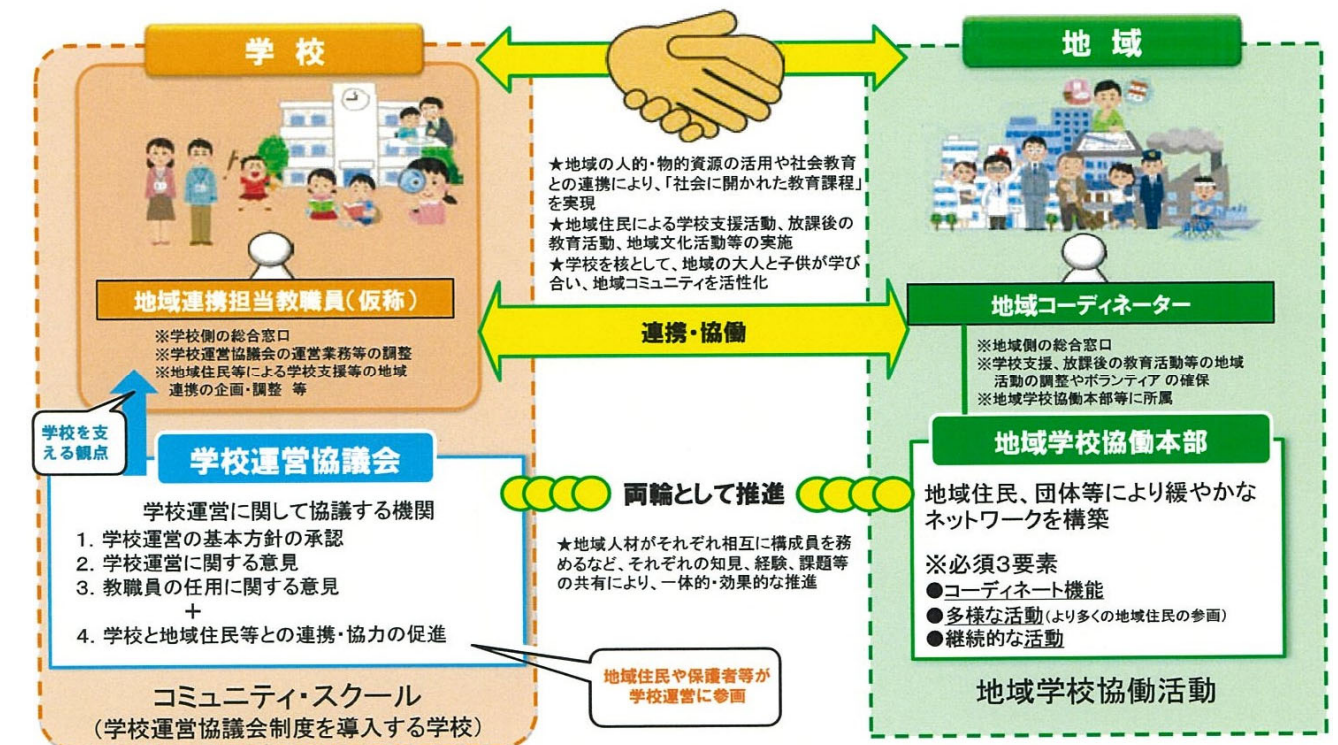 学校
地域
★地域の人的・物的資源の活用や社会教育
との連携により、「社会に開かれた教育課程」
を実現
★地域住民による学校支援活動、放課後の
教育活動、地域文化活動等の実施
★学校を核として、地域の大人と子供が学び
合い、地域コミュニティを活性化
地域連携担当教職員(仮称)
※学校側の総合窓口
※学校運営協議会の運営業務等の調整
※地域住民等による学校支援等の地域
連携の企画・調整 等
連携・協働
地域コーディネーター
※地域側の総合窓口
※学校支援、放課後の教育活動等の地域
活動の調整やボランティアの確保
※地域学校協働本部等に所属
学校を支
える観点
学校運営協議会
学校運営に関して協議する機関
1. 学校運営の基本方針の承認
2. 学校運営に関する意見
3. 教職員の任用に関する意見
+
4. 学校と地域住民等との連携・協力の促進
両輪として推進
★地域人材がそれぞれ相互に構成員を務
めるなど、それぞれの知見、経験、課題等
の共有により、一体的・効果的な推進
地域学校協働本部
地域住民、団体等により緩やかな
ネットワークを構築
※必須3要素
●コーディネート機能
●多様な活動(より多くの地域住民の参画)
●継続的な活動
地域住民や保護者等が
学校運営に参画
コミュニティ・スクール
(学校運営協議会制度を導入する学校)
地域学校協働活動